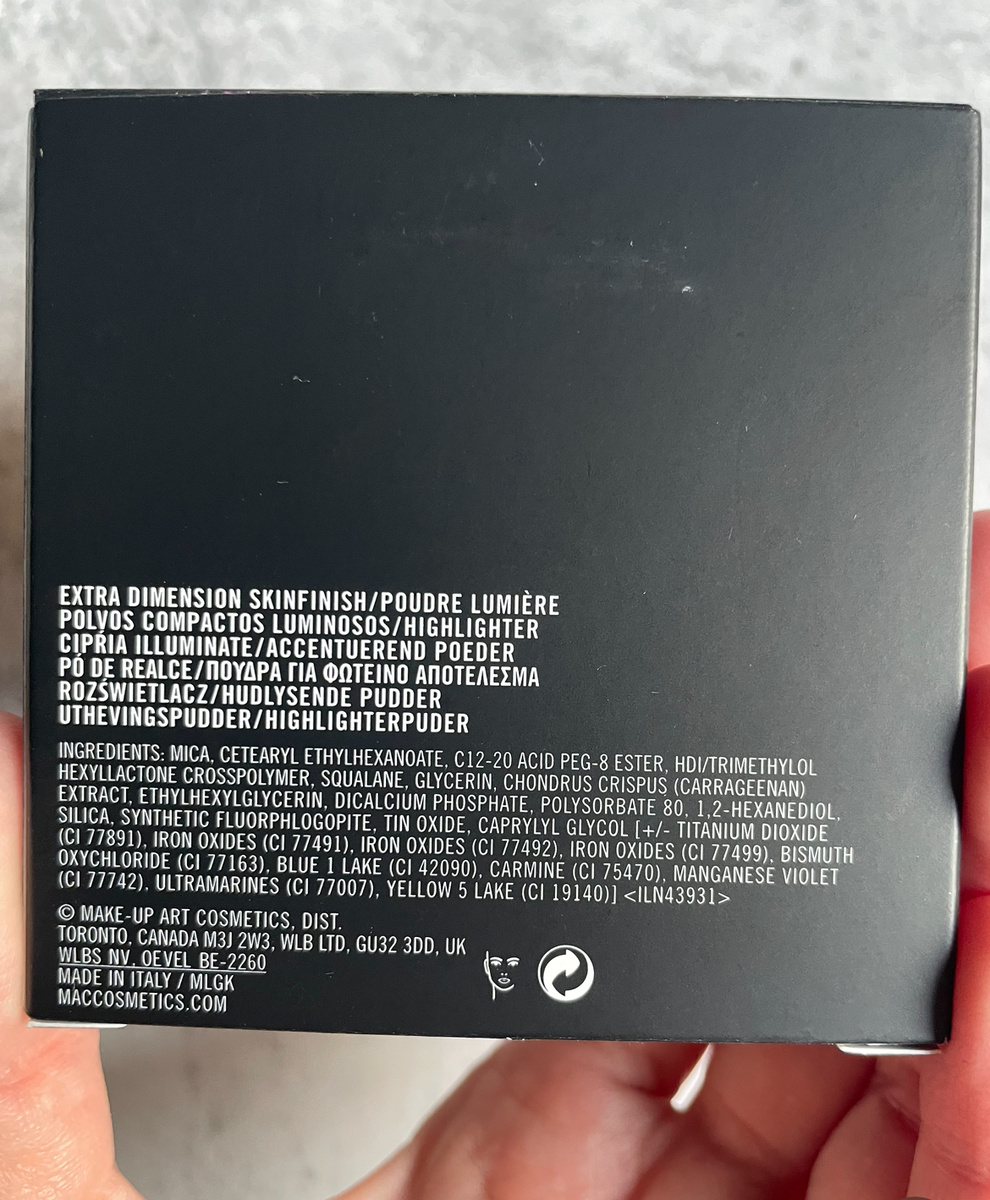 EXTRA DIMENSION SKINFINISH/POUDRE LUMIÈRE
POLVOS COMPACTOS LUMINOSOS/HIGHLIGHTER
CIPRIA ILLUMINATE/ACCENTUEREND POEDER
PÓ DE REALCE/ΠΟΥΔΡΑ ΓΙΑ ΦΩΤΕΙΝΟ ΑΠΟΤΕΛΕΣΜΑ
ROZŚWIETLACZ/HUDLYSENDE PUDDER
UTHEVINGSPUDDER/HIGHLIGHTERPUDER
INGREDIENTS: MICA, CETEARYL ETHYLHEXANOATE, C12-20 ACID PEG-8 ESTER, HDI/TRIMETHYLOL
HEXYLLACTONE CROSSPOLYMER, SQUALANE, GLYCERIN, CHONDRUS CRISPUS (CARRAGEENAN)
EXTRACT, ETHYLHEXYLGLYCERIN, DICALCIUM PHOSPHATE, POLYSORBATE 80, 1,2-HEXANEDIOL,
SILICA, SYNTHETIC FLUORPHLOGOPITE, TIN OXIDE, CAPRYLYL GLYCOL [+/- TITANIUM DIOXIDE
(CI 77891), IRON OXIDES (CI 77491), IRON OXIDES (CI 77492), IRON OXIDES (CI 77499), BISMUTH
OXYCHLORIDE (CI 77163), BLUE 1 LAKE (CI 42090), CARMINE (CI 75470), MANGANESE VIOLET
(CI 77742), ULTRAMARINES (CI 77007), YELLOW 5 LAKE (CI 19140)] <ILN43931>
© MAKE-UP ART COSMETICS, DIST.
TORONTO, CANADA M3J 2W3, WLB LTD, GU32 3DD, UK
WLBS NV, OEVEL BE-2260
MADE IN ITALY / MLGK
MACCOSMETICS.COM